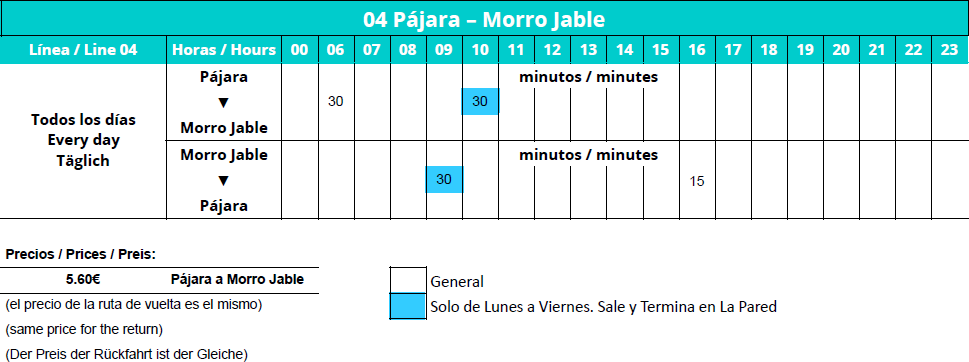 04 Pájara – Morro Jable
Línea / Line 04 Horas / Hours 00 06 07 08 09 10 11 12 13 14 15 16 17 18 19 20 21 22 23
Todos los días
Every day
Täglich
Pájara
▼
Morro Jable
minutos / minutes
30 30
Morro Jable
▼
Pájara
minutos / minutes
30 15
Precios / Prices / Preis:
5.60€ Pájara a Morro Jable
(el precio de la ruta de vuelta es el mismo)
(same price for the return)
(Der Preis der Rückfahrt ist der Gleiche)
General
Solo de Lunes a Viernes. Sale y Termina en La Pared